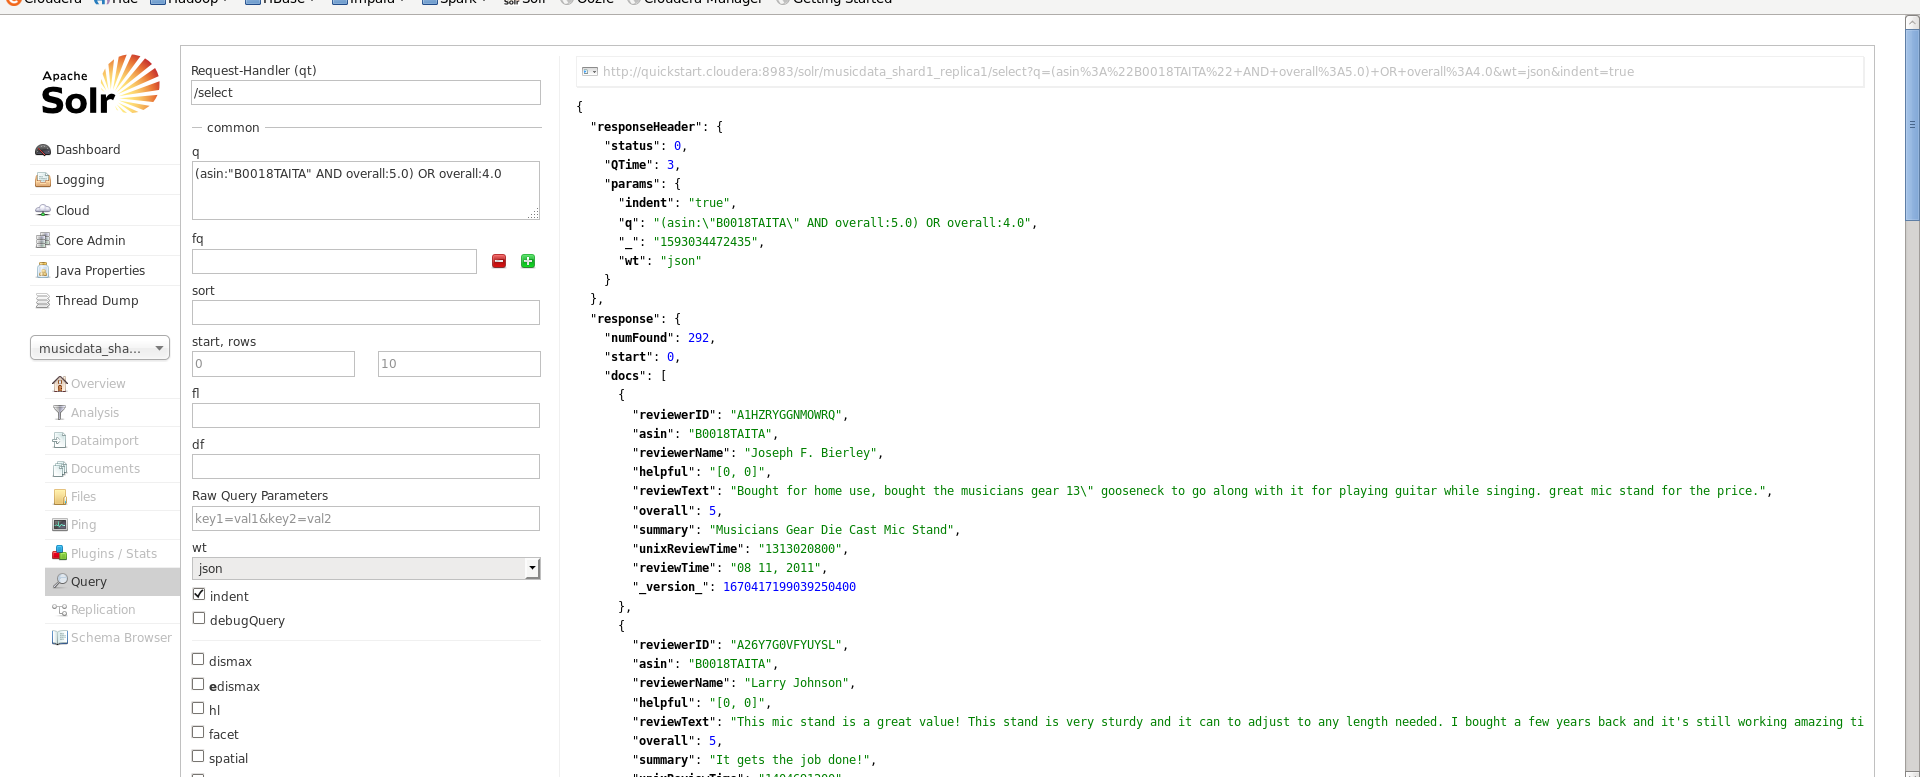 Cloudera Hue Hadoop HBase Impala Spark Solr Oozie Cloudera Manager Getting Started
Apache
Solr
Dashboard
Logging
Cloud
Core Admin
Java Properties
Thread Dump
musicdata_sha...
Overview
Analysis
Dataimport
Documents
Files
Ping
Plugins / Stats
Query
Replication
Schema Browser
Request-Handler (qt)
/select
common
q
(asin:"B0018TAITA" AND overall:5.0) OR overall:4.0
fq
sort
start, rows
0 10
fl
df
Raw Query Parameters
key1=val1&key2=val2
wt
json
indent
debugQuery
dismax
edismax
hl
facet
spatial
http://quickstart.cloudera:8983/solr/musicdata_shard1_replica1/select?q=(asin%3A%22B0018TAITA%22+AND+overall%3A5.0)+OR+overall%3A4.0&wt=json&indent=true
{
"responseHeader": {
"status": 0,
"QTime": 3,
"params": {
"indent": "true",
"q": "(asin:\"B0018TAITA\" AND overall:5.0) OR overall:4.0",
"_": "1593034472435",
"wt": "json"
}
},
"response": {
"numFound": 292,
"start": 0,
"docs": [
{
"reviewerID": "A1HZRYGGNMOWRQ",
"asin": "B0018TAITA",
"reviewerName": "Joseph F. Bierley",
"helpful": "[0, 0]",
"reviewText": "Bought for home use, bought the musicians gear 13\" gooseneck to go along with it for playing guitar while singing. great mic stand for the price.",
"overall": 5,
"summary": "Musicians Gear Die Cast Mic Stand",
"unixReviewTime": "1313020800",
"reviewTime": "08 11, 2011",
"_version_": 1670417199039250400
},
{
"reviewerID": "A26Y7G0VFYUYSL",
"asin": "B0018TAITA",
"reviewerName": "Larry Johnson",
"helpful": "[0, 0]",
"reviewText": "This mic stand is a great value! This stand is very sturdy and it can to adjust to any length needed. I bought a few years back and it's still working amazing ti
"overall": 5,
"summary": "It gets the job done!",